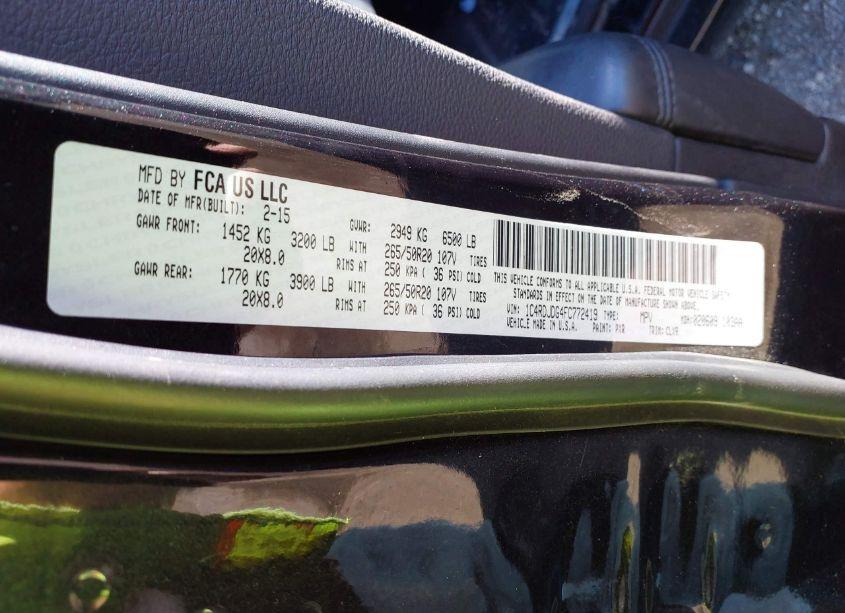 MFD BY FCA US LLC
DATE OF MFR(BUILT): 2-15 GVWR: 2949 KG 6500 LB
GAWR FRONT: 1452 KG 3200 LB WITH 265/50R20 107V TIRES
20X8.0 RIMS AT 250 KPA ( 36 PSI) COLD
GAWR REAR: 1770 KG 3900 LB WITH 265/50R20 107V TIRES
20X8.0 RIMS AT 250 KPA ( 36 PSI) COLD
THIS VEHICLE CONFORMS TO ALL APPLICABLE U.S.A. FEDERAL MOTOR VEHICLE SAFETY
STANDARDS IN EFFECT ON THE DATE OF MANUFACTURE SHOWN ABOVE.
VIN: 1C4RDJDG4FC772419 TYPE: MPV MDH:020609
VEHICLE MADE IN U.S.A. PAINT: PXR TRIM: CLXR